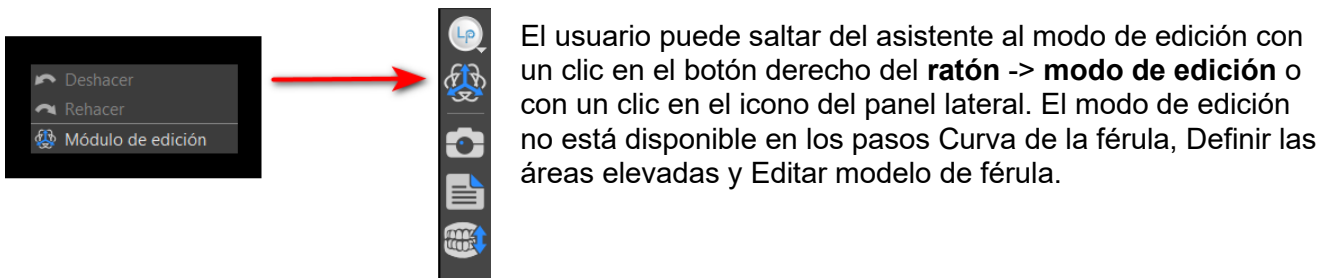 Deshacer
Rehacer
Módulo de edición
Lp
El usuario puede saltar del asistente al modo de edición con
un clic en el botón derecho del ratón -> modo de edición o
con un clic en el icono del panel lateral. El modo de edición
no está disponible en los pasos Curva de la férula, Definir las
áreas elevadas y Editar modelo de férula.